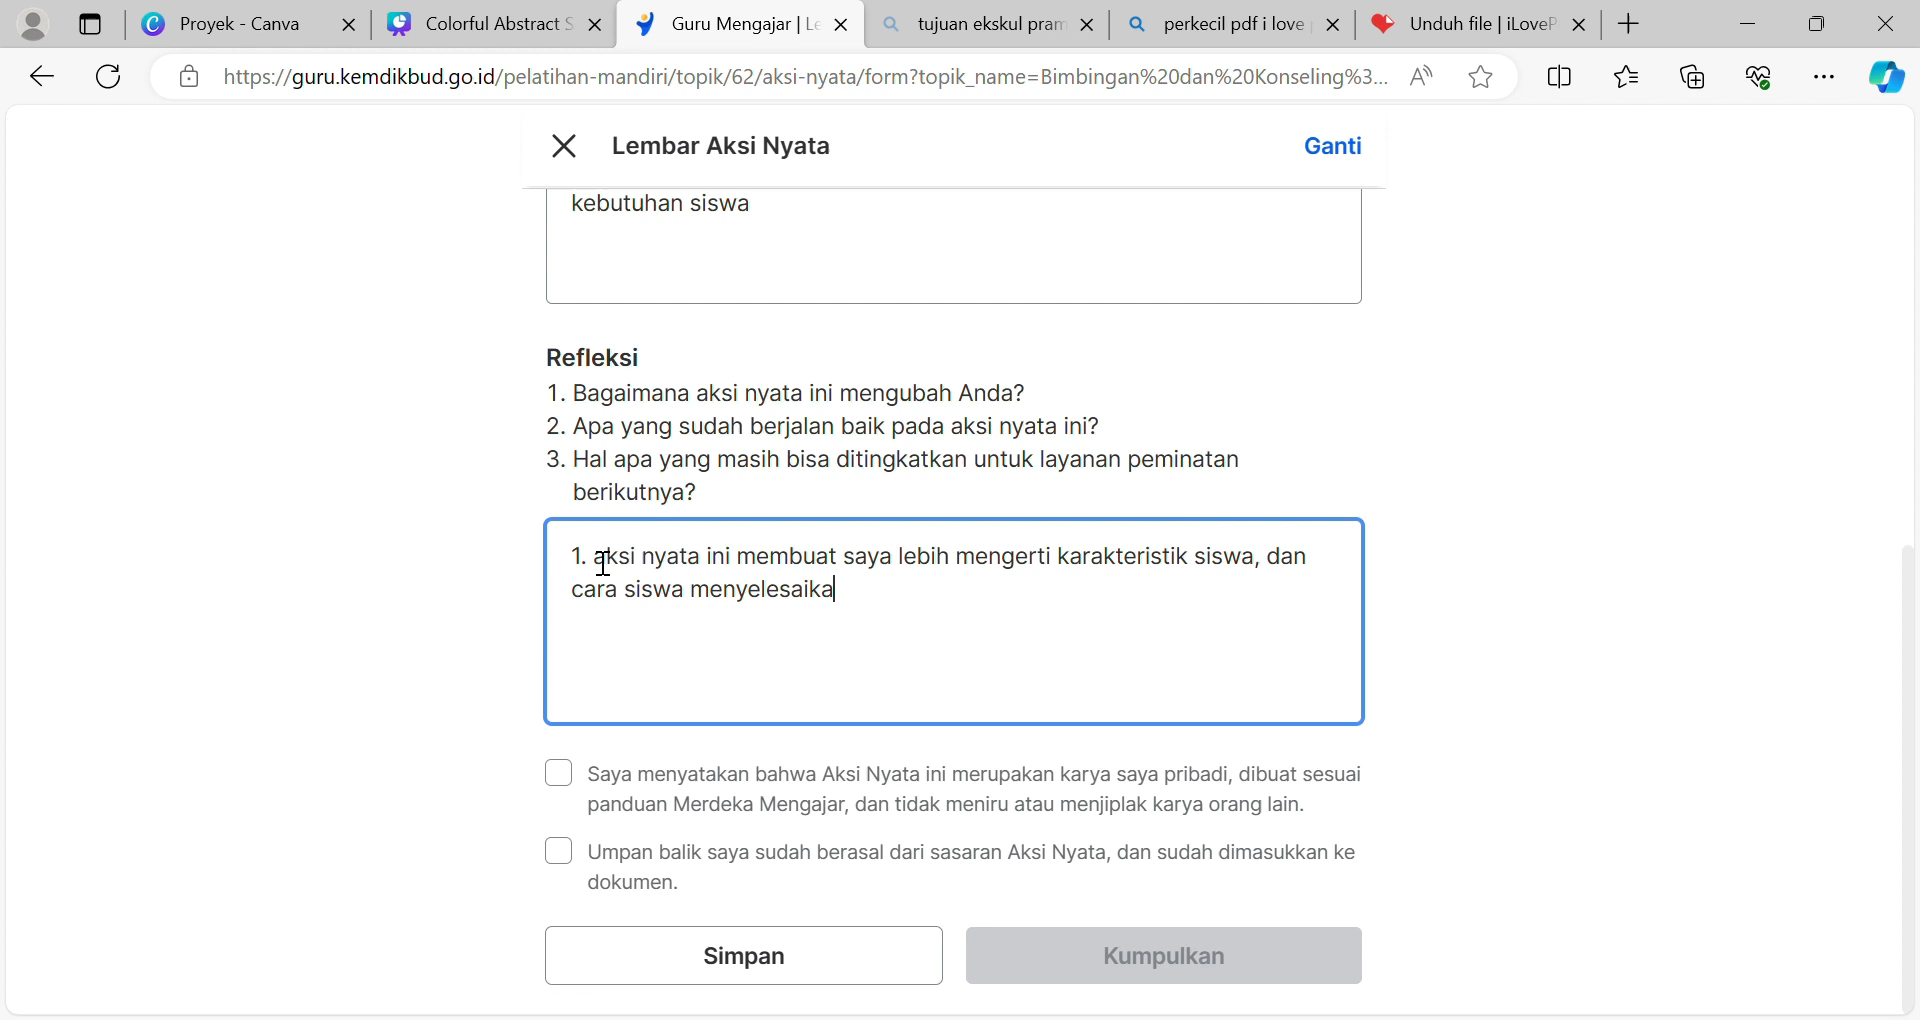 Proyek - Canva
Colorful Abstract S
Guru Mengajar | Le
tujuan ekskul pram
perkecil pdf i love p
Unduh file | iLoveP
https://guru.kemdikbud.go.id/pelatihan-mandiri/topik/62/aksi-nyata/form?topik_name=Bimbingan%20dan%20Konseling%3...
Lembar Aksi Nyata
Ganti
kebutuhan siswa
Refleksi
1. Bagaimana aksi nyata ini mengubah Anda?
2. Apa yang sudah berjalan baik pada aksi nyata ini?
3. Hal apa yang masih bisa ditingkatkan untuk layanan peminatan
berikutnya?
1. aksi nyata ini membuat saya lebih mengerti karakteristik siswa, dan
cara siswa menyelesaika
Saya menyatakan bahwa Aksi Nyata ini merupakan karya saya pribadi, dibuat sesuai
panduan Merdeka Mengajar, dan tidak meniru atau menjiplak karya orang lain.
Umpan balik saya sudah berasal dari sasaran Aksi Nyata, dan sudah dimasukkan ke
dokumen.
Simpan
Kumpulkan